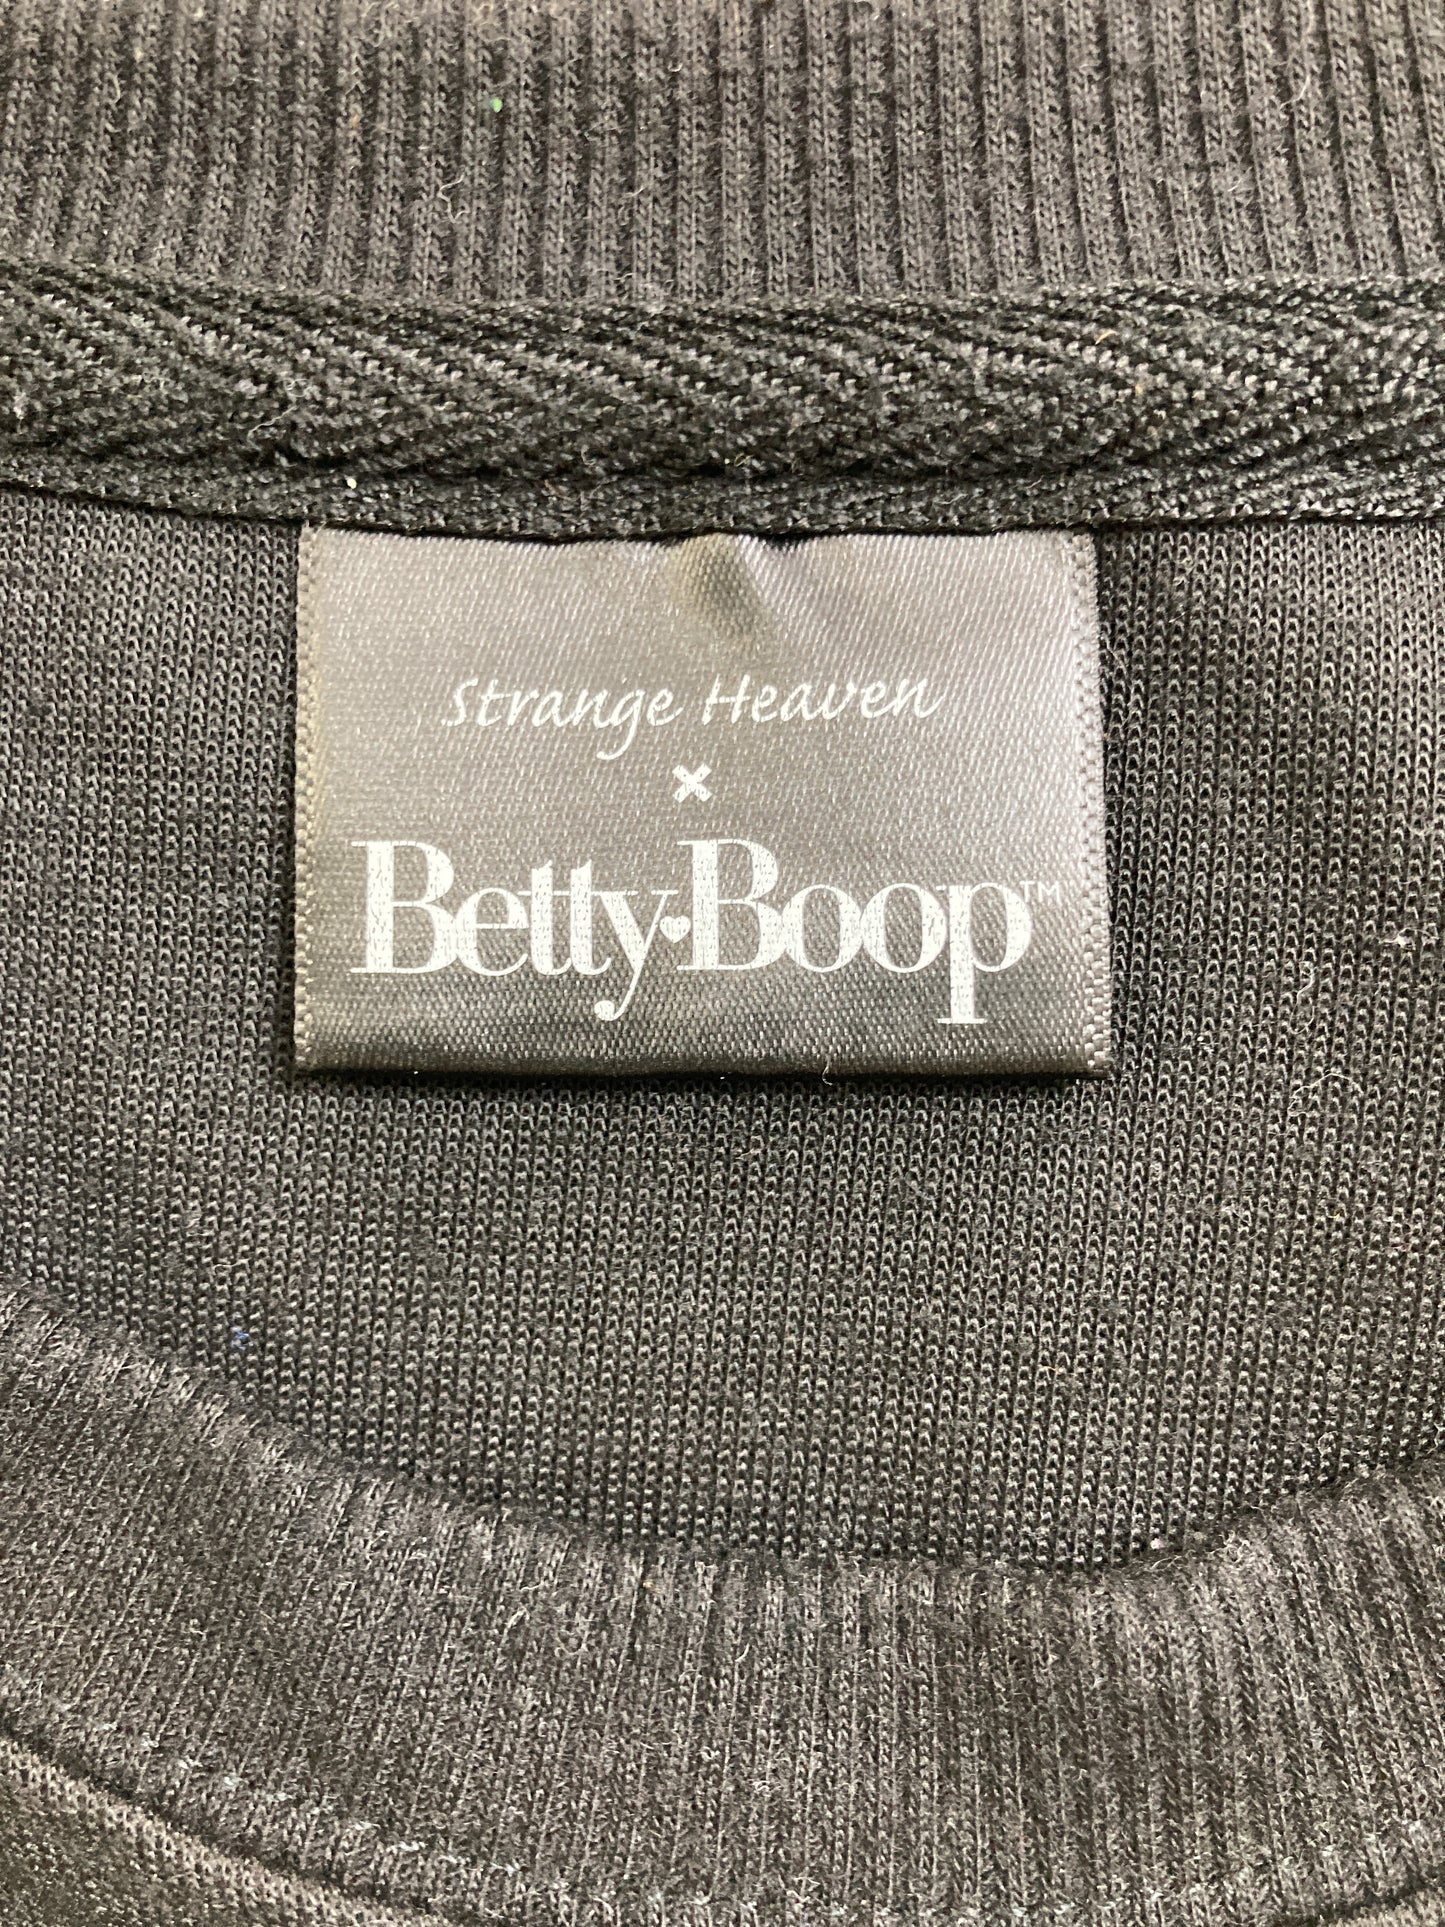 Strange Heaven
×
Betty Boop™